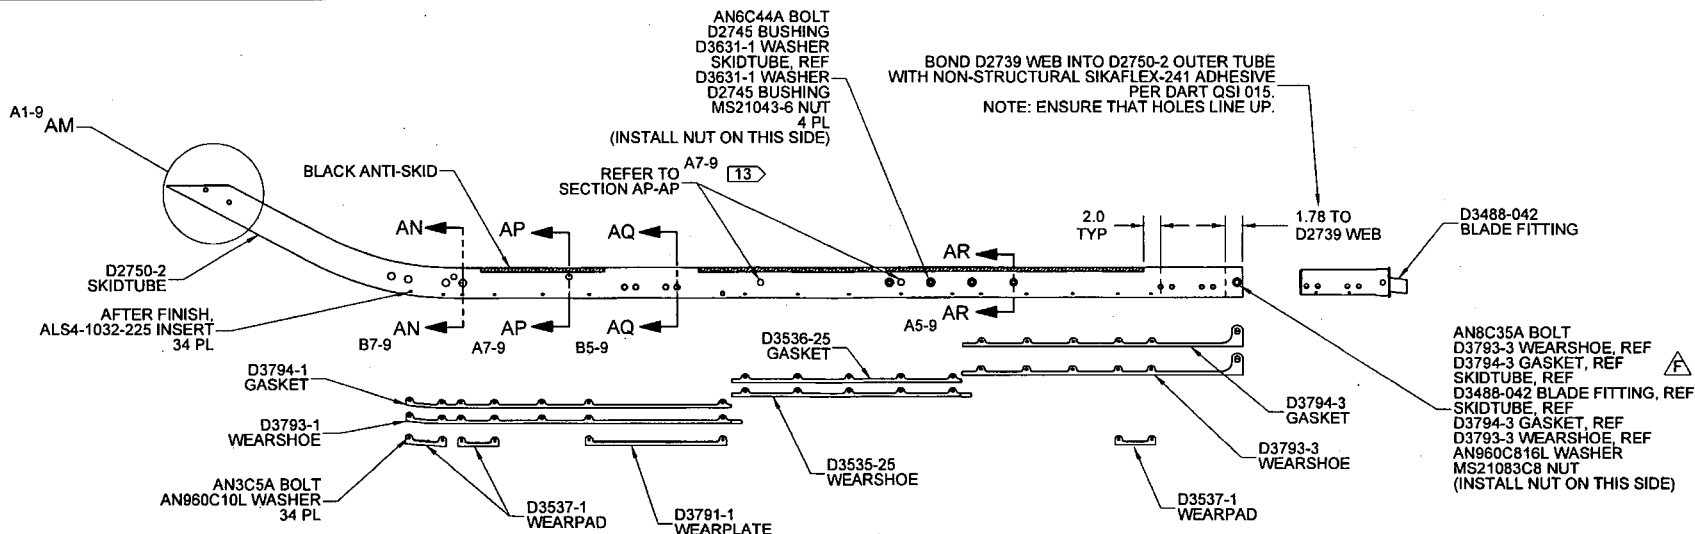 AN6C44A BOLT
D2745 BUSHING
D3631-1 WASHER
SKIDTUBE, REF
D3631-1 WASHER
D2745 BUSHING
MS21043-6 NUT
4 PL
(INSTALL NUT ON THIS SIDE)
BOND D2739 WEB INTO D2750-2 OUTER TUBE
WITH NON-STRUCTURAL SIKAFLEX-241 ADHESIVE
PER DART QSI 015.
NOTE: ENSURE THAT HOLES LINE UP.
A1-9
AM
BLACK ANTI-SKID
A7-9
13
REFER TO
SECTION AP-AP
2.0
TYP
1.78 TO
D2739 WEB
D3488-042
BLADE FITTING
AN
AP
AQ
AR
D2750-2
SKIDTUBE
AFTER FINISH,
ALS4-1032-225 INSERT
34 PL
AN
AP
AQ
AR
B7-9
A7-9
B5-9
A5-9
D3794-1
GASKET
D3793-1
WEARSHOE
AN3C5A BOLT
AN960C10L WASHER
34 PL
D3537-1
WEARPAD
D3791-1
WEARPLATE
D3536-25
GASKET
D3535-25
WEARSHOE
D3794-3
GASKET
D3793-3
WEARSHOE
D3537-1
WEARPAD
AN8C35A BOLT
D3793-3 WEARSHOE, REF
D3794-3 GASKET, REF
SKIDTUBE, REF
D3488-042 BLADE FITTING, REF
SKIDTUBE, REF
D3794-3 GASKET, REF
D3793-3 WEARSHOE, REF
AN960C816L WASHER
MS21083C8 NUT
(INSTALL NUT ON THIS SIDE)
F